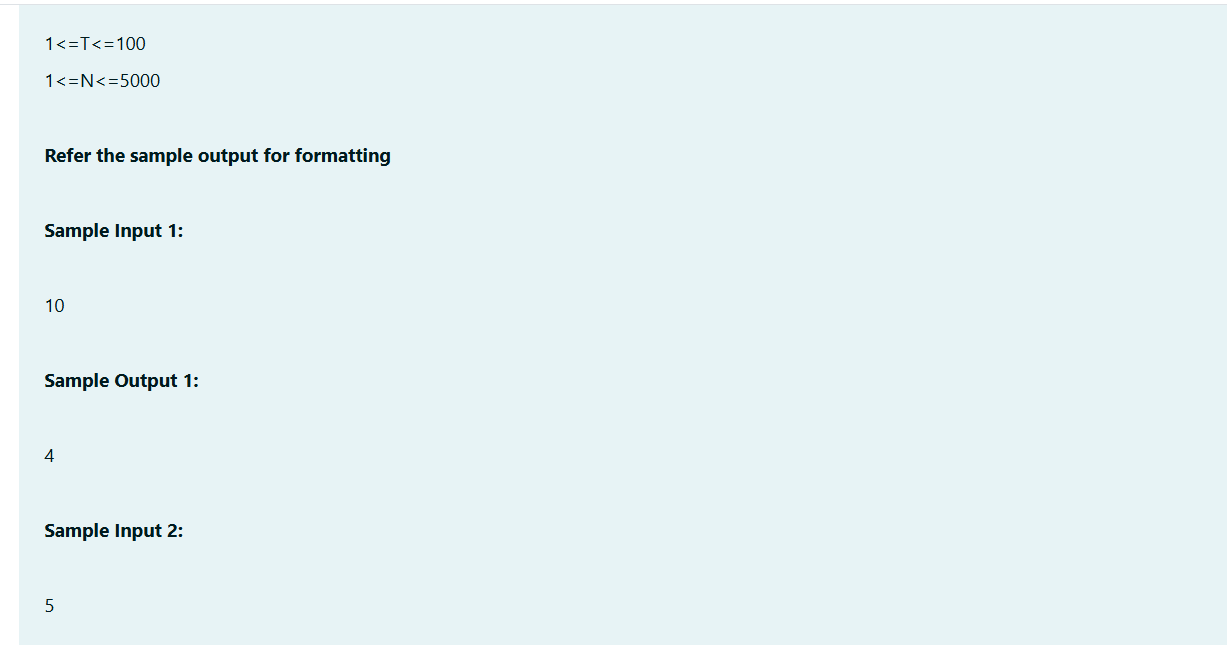 1<=T<=100
1<=N<=5000
Refer the sample output for formatting
Sample Input 1:
10
Sample Output 1:
4
Sample Input 2:
5